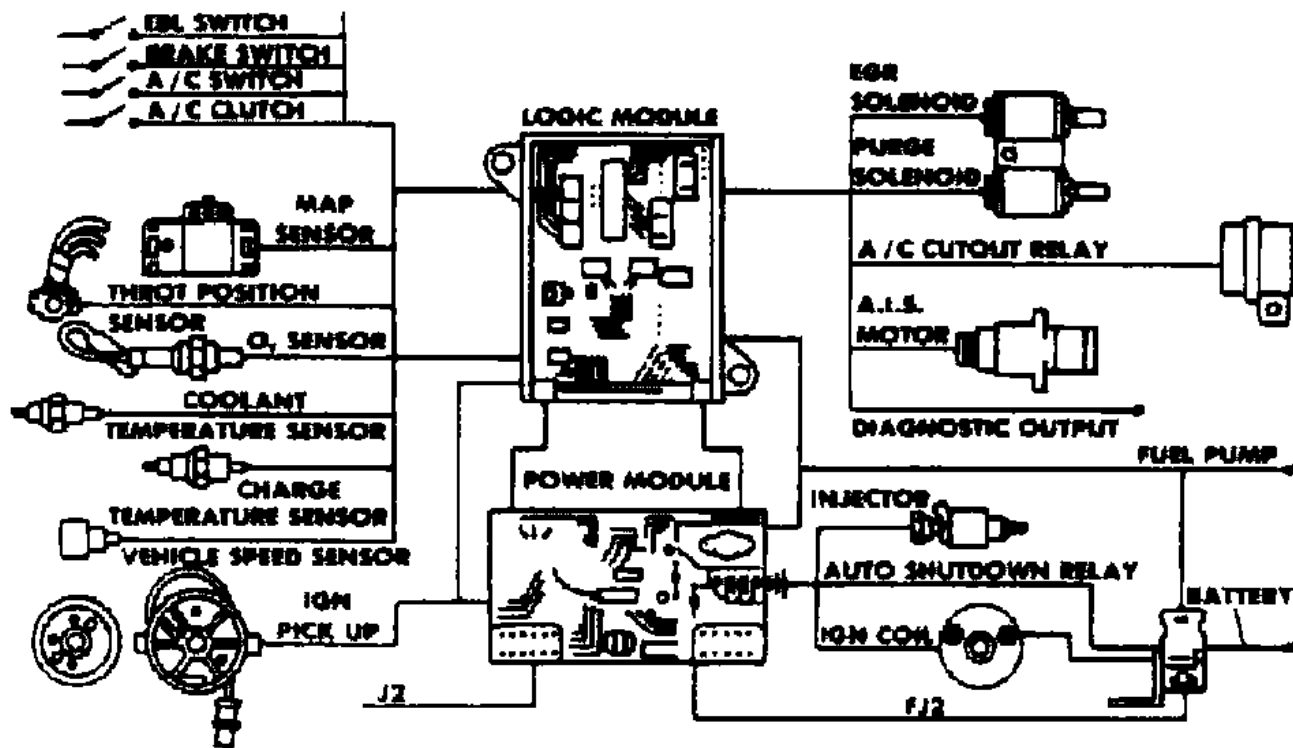 EBL SWITCH
BRAKE SWITCH
A/C SWITCH
A/C CLUTCH
LOGIC MODULE
EGR
SOLENOID
PURGE
SOLENOID
MAP
SENSOR
A/C CUTOUT RELAY
THROT POSITION
SENSOR
O₂ SENSOR
A.I.S.
MOTOR
COOLANT
TEMPERATURE SENSOR
DIAGNOSTIC OUTPUT
CHARGE
TEMPERATURE SENSOR
POWER MODULE
FUEL PUMP
VEHICLE SPEED SENSOR
INJECTOR
AUTO SHUTDOWN RELAY
IGN
PICK UP
BATTERY
IGN COIL
J2
FJ2